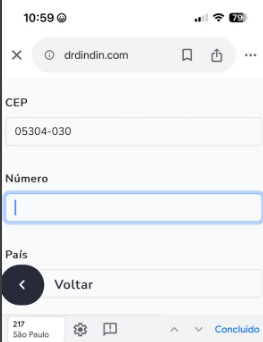 10:59
79
drdindin.com
CEP
05304-030
Número
País
Voltar
217
São Paulo
Concluído